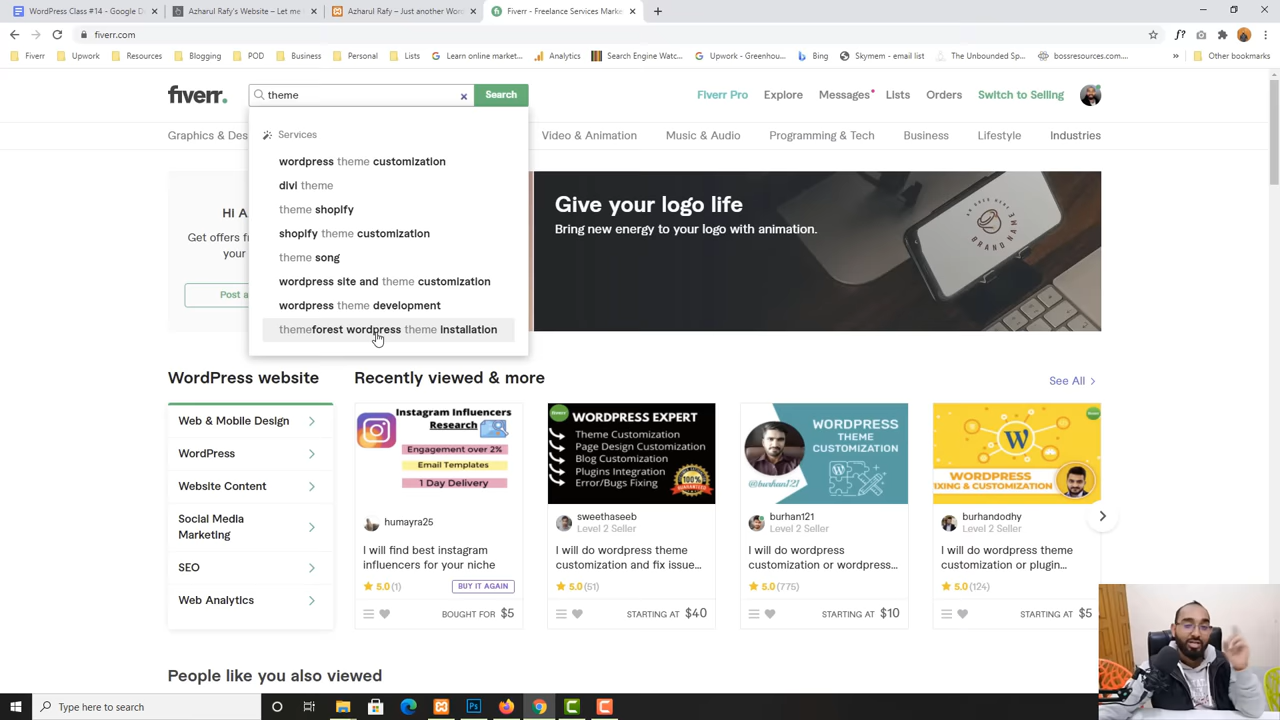 WordPress Class #14 - Google D
Azharul Rafy's Website – Let me
Azharul Rafy – Just another Wor
Fiverr - Freelance Services Mark
fiverr.com
Fiverr
Upwork
Resources
Blogging
POD
Business
Personal
Lists
Learn online market...
Analytics
Search Engine Watc...
Upwork - Greenhou...
Bing
Skymem - email list
The Unbounded Sp...
bossresources.com...
Other bookmarks
fiverr.
theme
Search
Fiverr Pro
Explore
Messages
Lists
Orders
Switch to Selling
Graphics & Des
Video & Animation
Music & Audio
Programming & Tech
Business
Lifestyle
Industries
Services
wordpress theme customization
divi theme
theme shopify
shopify theme customization
theme song
wordpress site and theme customization
wordpress theme development
themeforest wordpress theme installation
Hi A
Get offers f
your
Post a
Give your logo life
Bring new energy to your logo with animation.
BRAND NAME
WordPress website
Web & Mobile Design
WordPress
Website Content
Social Media
Marketing
SEO
Web Analytics
Recently viewed & more
See All
Instagram Influencers
Research
Engagement over 2%
Email Templates
1 Day Delivery
humayra25
I will find best instagram
influencers for your niche
5.0 (1)
BUY IT AGAIN
BOUGHT FOR $5
WORDPRESS EXPERT
Theme Customization
Page Design Customization
Blog Customization
Plugins Integration
Error/Bugs Fixing
100%
sweethaseeb
Level 2 Seller
I will do wordpress theme
customization and fix issue...
5.0 (51)
STARTING AT $40
WORDPRESS
THEME
CUSTOMIZATION
@burhan121
burhan121
Level 2 Seller
I will do wordpress
customization or wordpress...
5.0 (775)
STARTING AT $10
WORDPRESS
FIXING & CUSTOMIZATION
burhandodhy
Level 2 Seller
I will do wordpress theme
customization or plugin...
5.0 (124)
STARTING AT $5
People like you also viewed
Type here to search